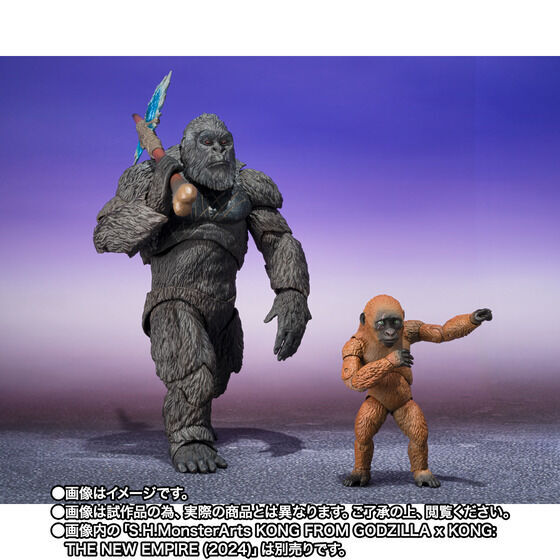 ●画像はイメージです。
●画像は試作品の為、実際の商品とは異なります。ご了承の上、閲覧ください。
●画像内の「S.H.MonsterArts KONG FROM GODZILLA x KONG:
THE NEW EMPIRE (2024)」は別売りです。